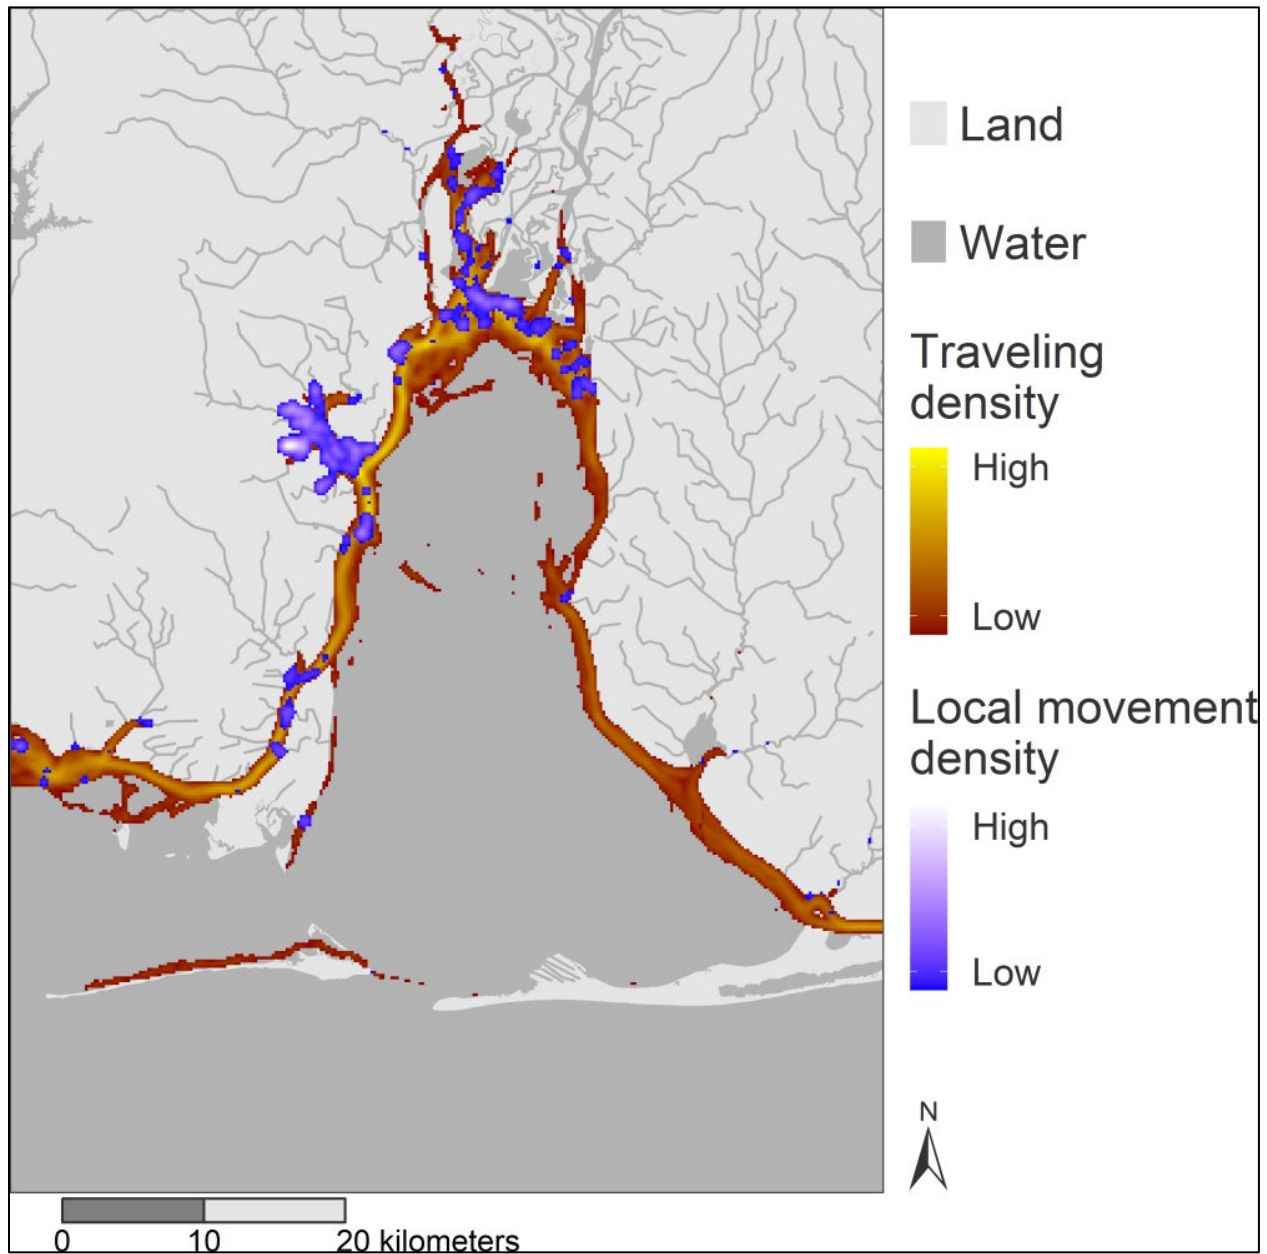 Land
Water
Traveling
density
High
Low
Local movement
density
High
Low
N
0 10 20 kilometers